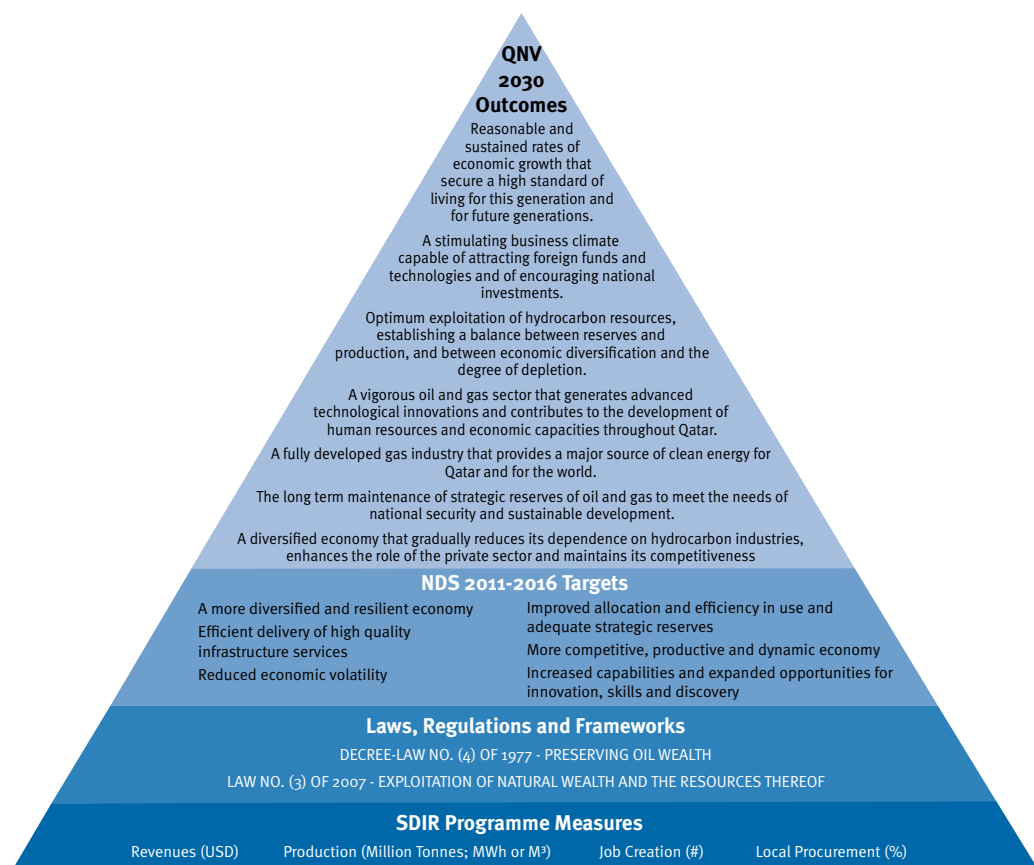 QNV
2030
Outcomes
Reasonable and
sustained rates of
economic growth that
secure a high standard of
living for this generation and
for future generations.
A stimulating business climate
capable of attracting foreign funds and
technologies and of encouraging national
investments.
Optimum exploitation of hydrocarbon resources,
establishing a balance between reserves and
production, and between economic diversification and the
degree of depletion.
A vigorous oil and gas sector that generates advanced
technological innovations and contributes to the development of
human resources and economic capacities throughout Qatar.
A fully developed gas industry that provides a major source of clean energy for
Qatar and for the world.
The long term maintenance of strategic reserves of oil and gas to meet the needs of
national security and sustainable development.
A diversified economy that gradually reduces its dependence on hydrocarbon industries,
enhances the role of the private sector and maintains its competitiveness
NDS 2011-2016 Targets
A more diversified and resilient economy
Efficient delivery of high quality
infrastructure services
Reduced economic volatility
Improved allocation and efficiency in use and
adequate strategic reserves
More competitive, productive and dynamic economy
Increased capabilities and expanded opportunities for
innovation, skills and discovery
Laws, Regulations and Frameworks
DECREE-LAW NO. (4) OF 1977 - PRESERVING OIL WEALTH
LAW NO. (3) OF 2007 - EXPLOITATION OF NATURAL WEALTH AND THE RESOURCES THEREOF
SDIR Programme Measures
Revenues (USD) Production (Million Tonnes; MWh or M³) Job Creation (#) Local Procurement (%)